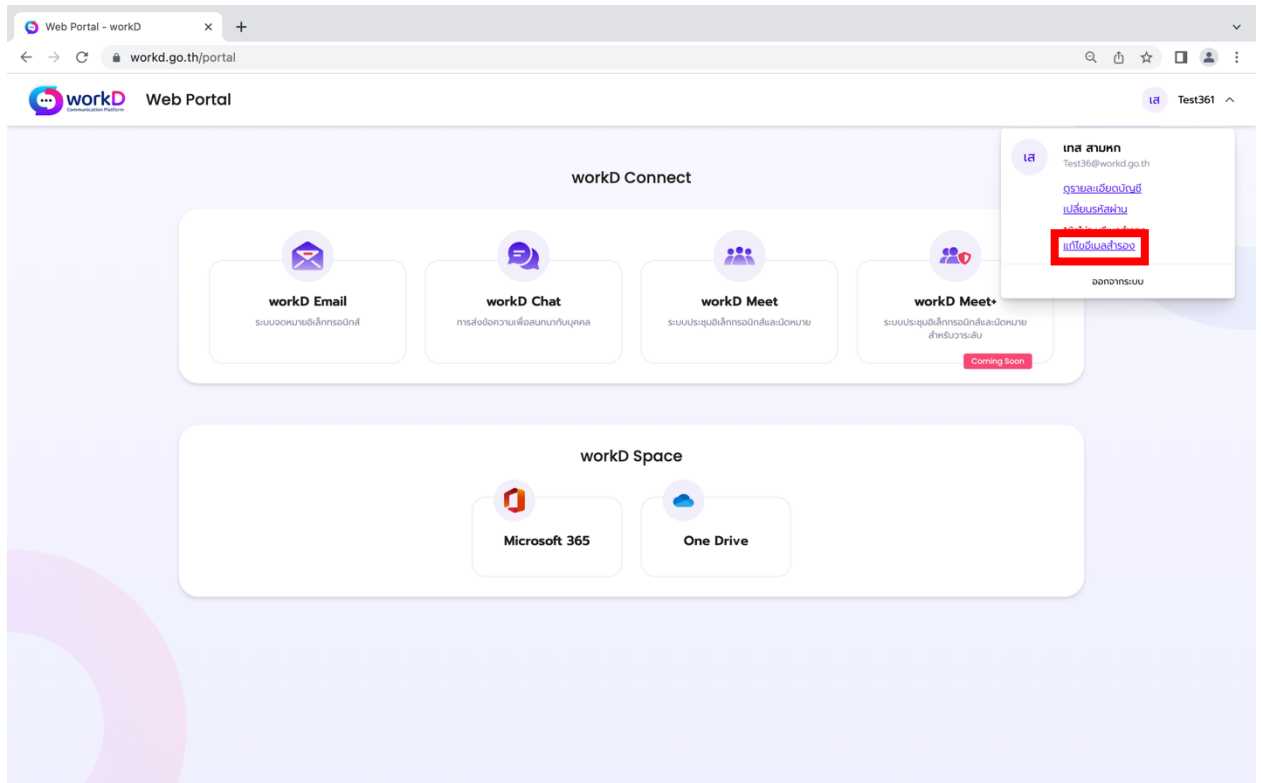 Web Portal - workD
workd.go.th/portal
workD
Communication Platform
Web Portal
เส Test361
เส
เทส สามหก
Test36@workd.go.th
ดูรายละเอียดบัญชี
เปลี่ยนรหัสผ่าน
แก้ไขอีเมลสำรอง
ออกจากระบบ
workD Connect
workD Email
ระบบจดหมายอิเล็กทรอนิกส์
workD Chat
การส่งข้อความเพื่อสนทนากับบุคคล
workD Meet
ระบบประชุมอิเล็กทรอนิกส์และนัดหมาย
workD Meet+
ระบบประชุมอิเล็กทรอนิกส์และนัดหมาย
สำหรับวาระลับ
Coming Soon
workD Space
Microsoft 365
One Drive